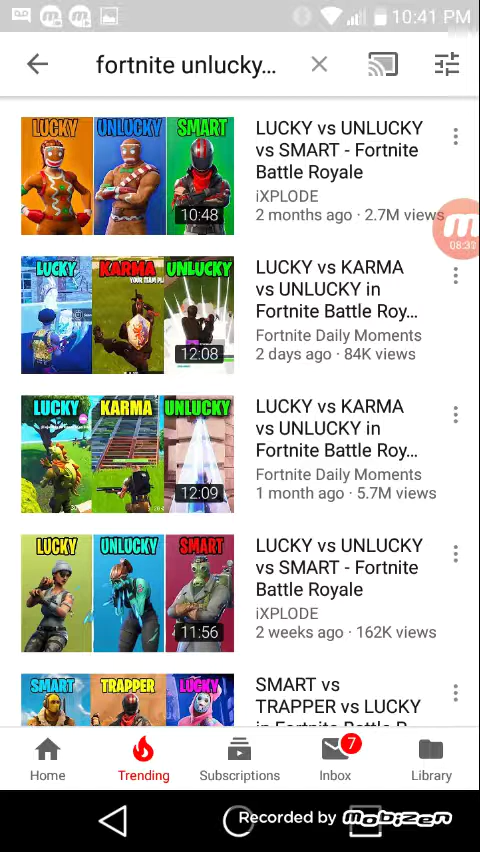 10:41 PM
fortnite unlucky...
LUCKY UNLUCKY SMART
10:48
LUCKY vs UNLUCKY
vs SMART - Fortnite
Battle Royale
iXPLODE
2 months ago · 2.7M views
08:33
LUCKY KARMA UNLUCKY
12:08
LUCKY vs KARMA
vs UNLUCKY in
Fortnite Battle Roy...
Fortnite Daily Moments
2 days ago · 84K views
LUCKY KARMA UNLUCKY
12:09
LUCKY vs KARMA
vs UNLUCKY in
Fortnite Battle Roy...
Fortnite Daily Moments
1 month ago · 5.7M views
LUCKY UNLUCKY SMART
11:56
LUCKY vs UNLUCKY
vs SMART - Fortnite
Battle Royale
iXPLODE
2 weeks ago · 162K views
SMART TRAPPER LUCKY
SMART vs
TRAPPER vs LUCKY
in Fortnite Battle R
7
Home Trending Subscriptions Inbox Library
Recorded by Mobizen